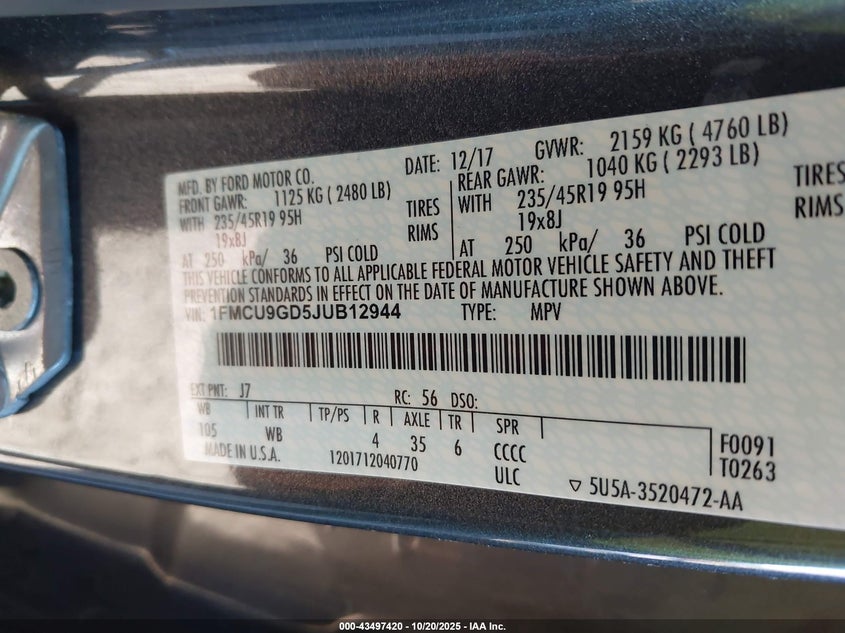 MFD. BY FORD MOTOR CO.
DATE: 12/17 GVWR: 2159 KG ( 4760 LB)
FRONT GAWR: 1125 KG ( 2480 LB) REAR GAWR: 1040 KG ( 2293 LB)
WITH 235/45R19 95H TIRES WITH 235/45R19 95H TIRES
19x8J RIMS 19x8J RIMS
AT 250 kPa/ 36 PSI COLD AT 250 kPa/ 36 PSI COLD
THIS VEHICLE CONFORMS TO ALL APPLICABLE FEDERAL MOTOR VEHICLE SAFETY AND THEFT
PREVENTION STANDARDS IN EFFECT ON THE DATE OF MANUFACTURE SHOWN ABOVE.
VIN: 1FMCU9GD5JUB12944 TYPE: MPV
EXT PNT: J7 RC: 56 DSO:
WB INT TR TP/PS R AXLE TR SPR
105 WB 4 35 6 CCCC F0091
MADE IN U.S.A. 1201712040770 ULC T0263
▽ 5U5A-3520472-AA
000-43497420 - 10/20/2025 - IAA Inc.